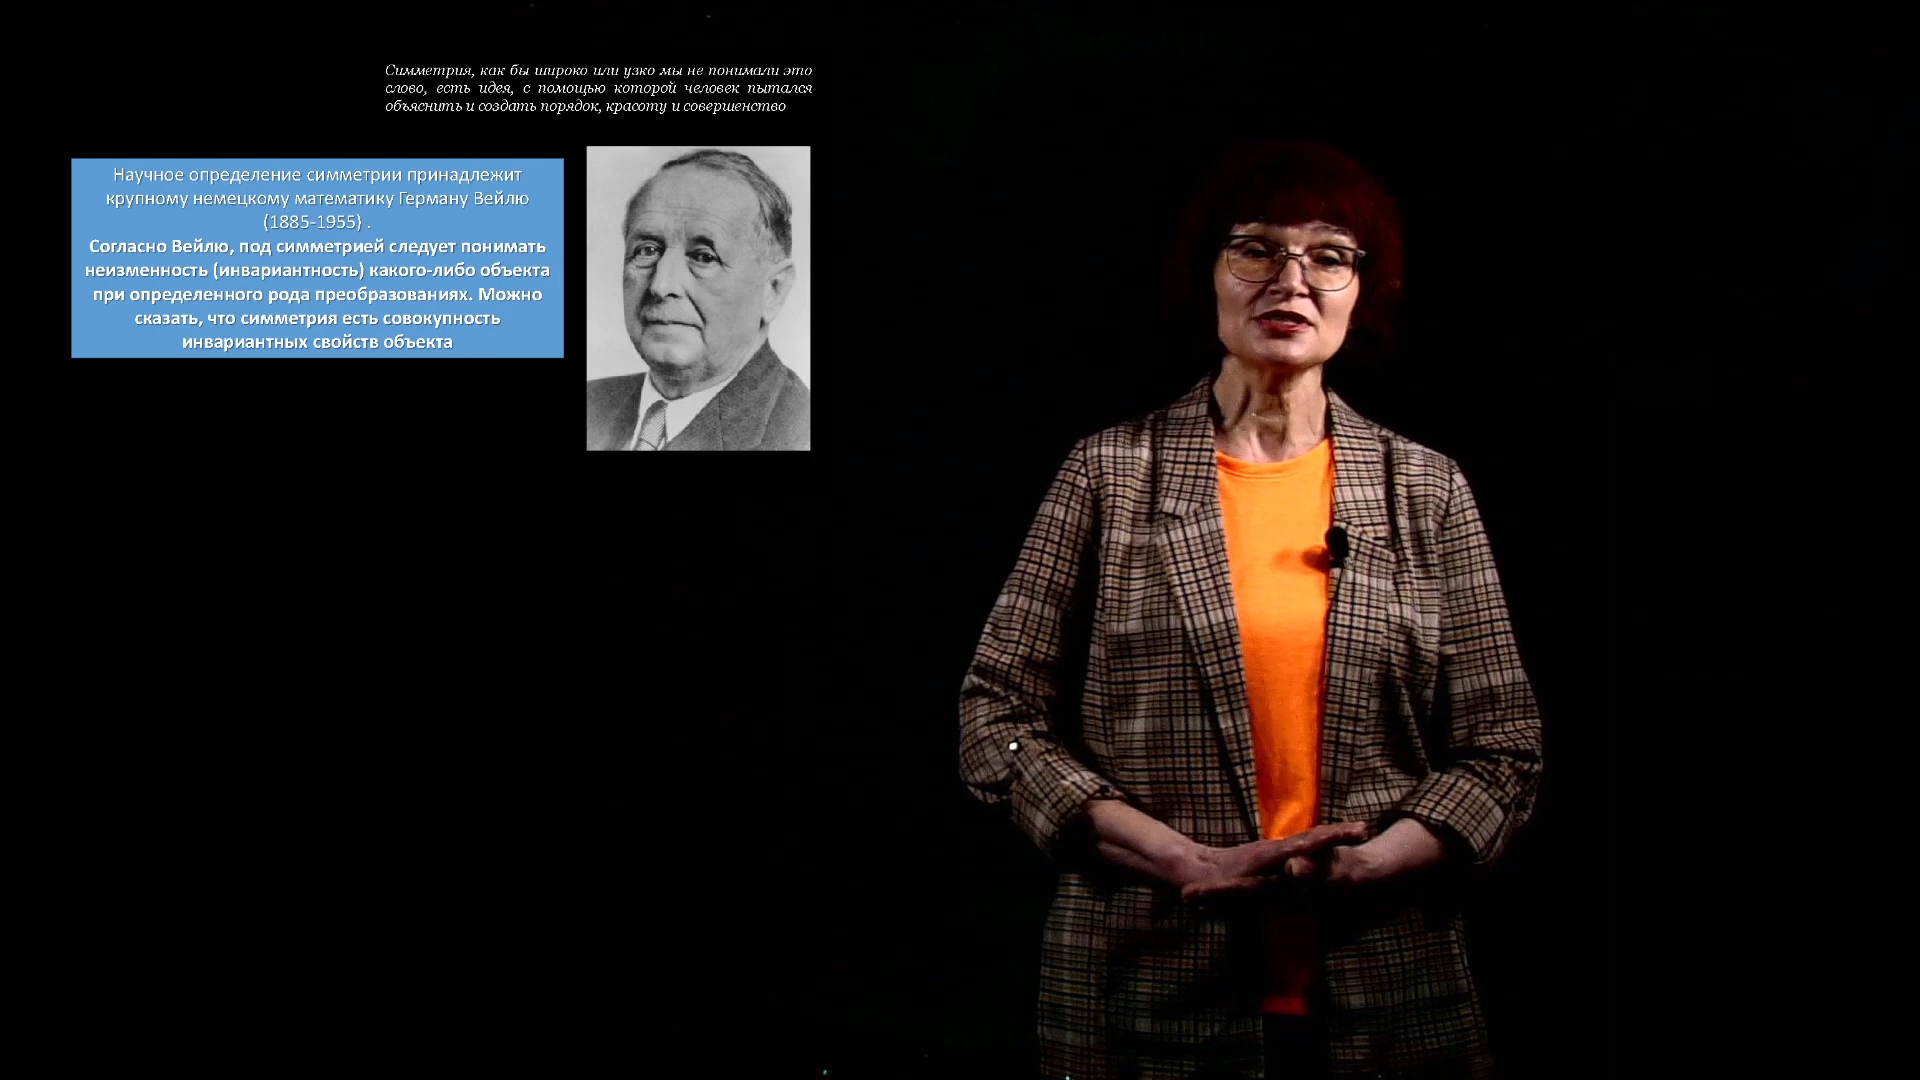 Симметрия, как бы широко или узко мы не понимали это
слово, есть идея, с помощью которой человек пытался
объяснить и создать порядок, красоту и совершенство
Научное определение симметрии принадлежит
крупному немецкому математику Герману Вейлю
(1885-1955) .
Согласно Вейлю, под симметрией следует понимать
неизменность (инвариантность) какого-либо объекта
при определенного рода преобразованиях. Можно
сказать, что симметрия есть совокупность
инвариантных свойств объекта